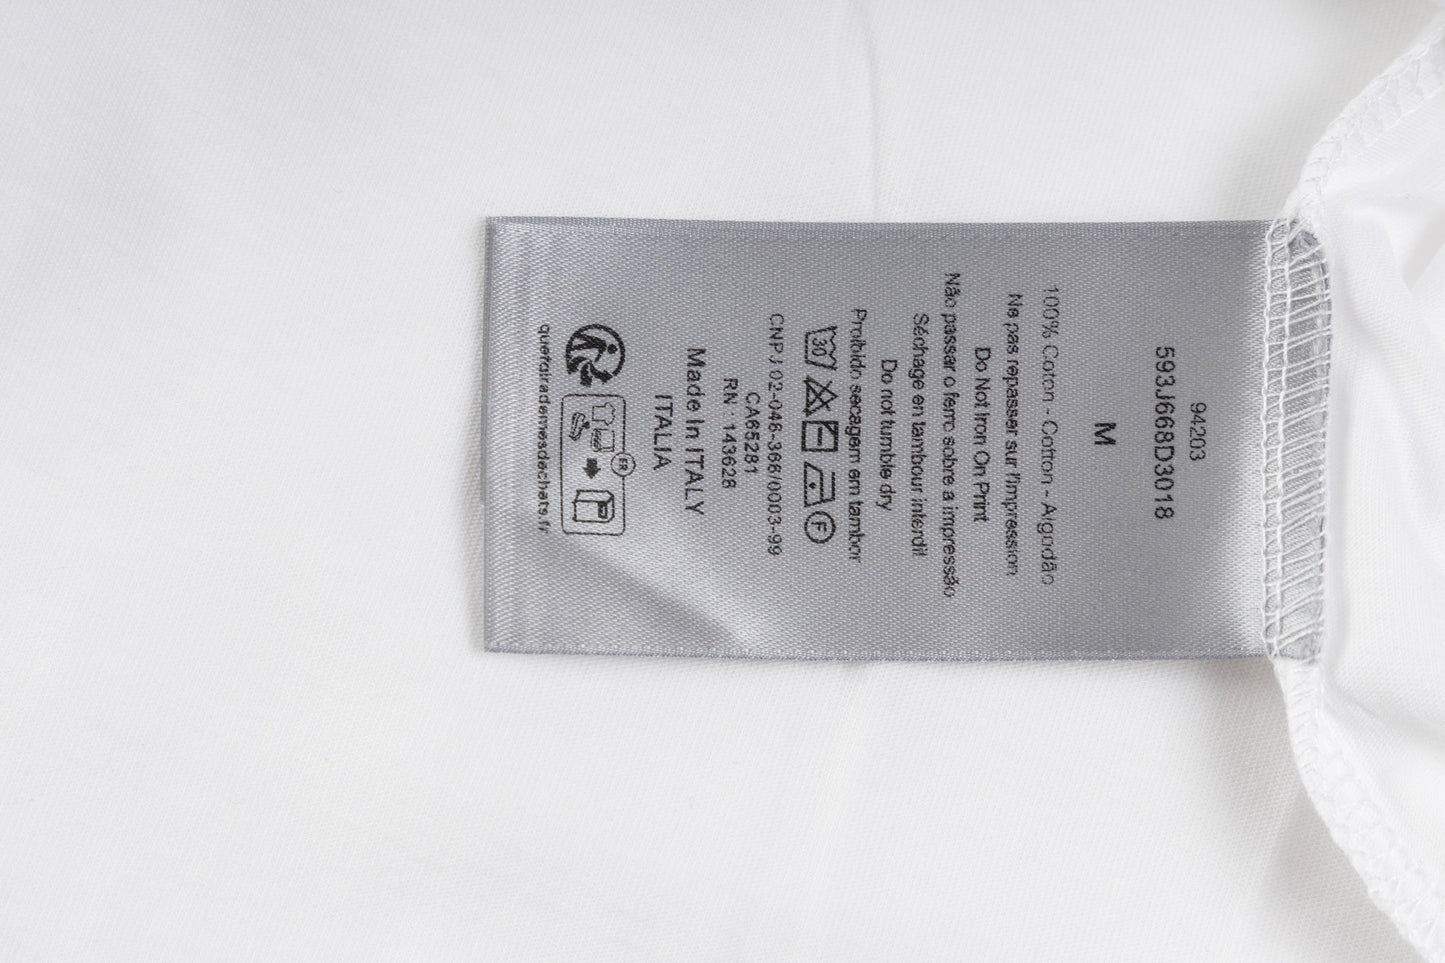 94203
593J668D3018
M
100% Coton - Cotton - Algodão
Ne pas repasser sur l'impression
Do Not Iron On Print
Não passar o ferro sobre a impressão
Séchage en tambour interdit
Do not tumble dry
Proibido secagem em tambor
30
F
CNPJ 02-046-366/0003-99
CA65281
RN : 143628
Made In ITALY
ITALIA
FR
quefairedemesdechets.fr